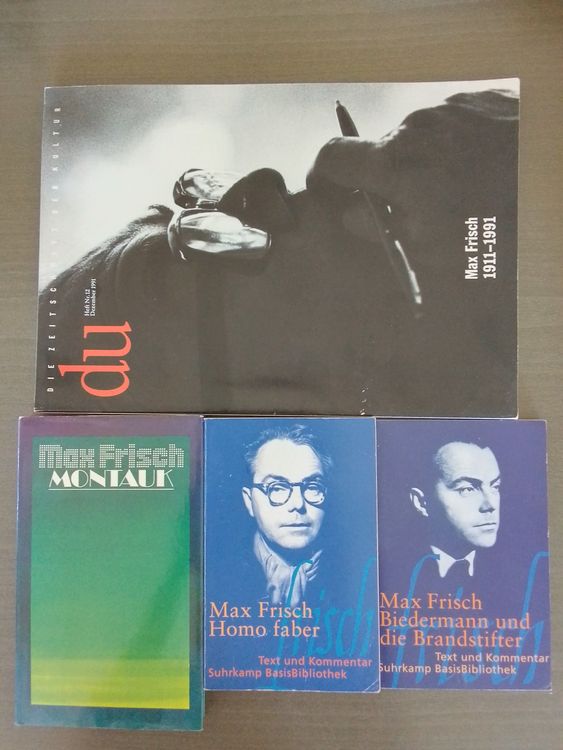 DIE ZEITSCHRIFT DER KULTUR
du
Heft Nr. 12
Dezember 1991
Max Frisch
1911–1991
Max Frisch
MONTAUK
Max Frisch
Homo faber
frisch
Text und Kommentar
Suhrkamp BasisBibliothek
Max Frisch
Biedermann und
die Brandstifter
frisch
Text und Kommentar
Suhrkamp BasisBibliothek